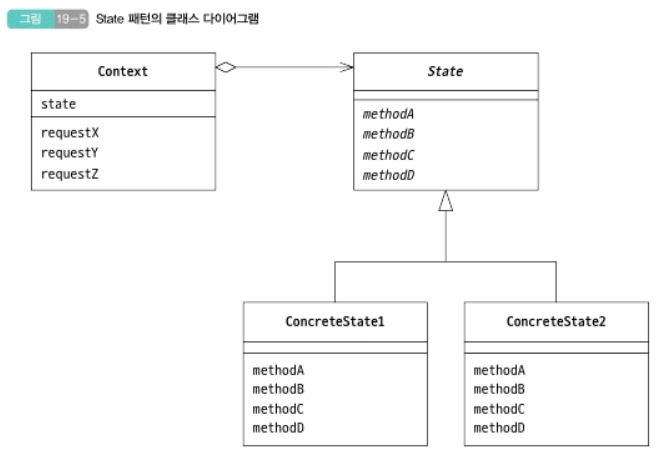 그림 19-5 State 패턴의 클래스 다이어그램
Context
state
requestX
requestY
requestZ
State
methodA
methodB
methodC
methodD
ConcreteState1
methodA
methodB
methodC
methodD
ConcreteState2
methodA
methodB
methodC
methodD